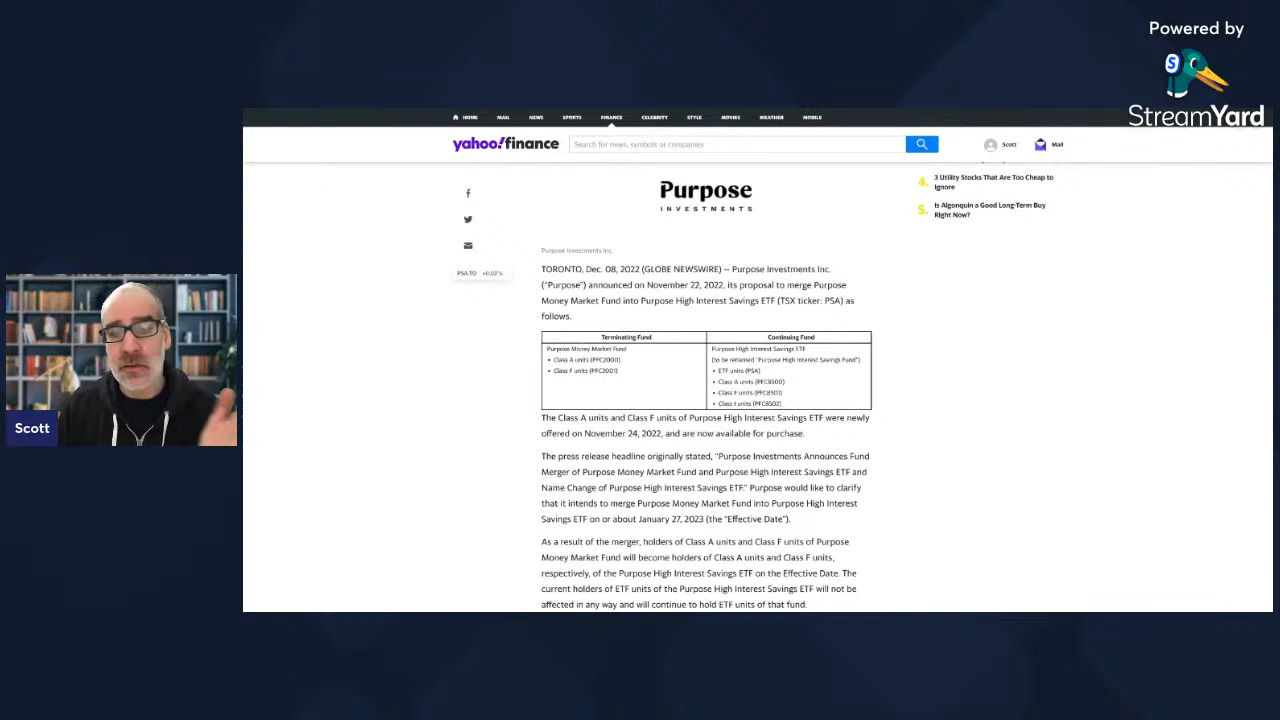 Powered by
StreamYard
HOME MAIL NEWS SPORTS FINANCE CELEBRITY STYLE MOVIES WEATHER MOBILE
yahoo!finance
Search for news, symbols or companies
Scott
Mail
4. 3 Utility Stocks That Are Too Cheap to
Ignore
5. Is Algonquin a Good Long-Term Buy
Right Now?
Purpose
INVESTMENTS
Purpose Investments Inc.
PSA.TO +0.02%
TORONTO, Dec. 08, 2022 (GLOBE NEWSWIRE) -- Purpose Investments Inc.
(“Purpose”) announced on November 22, 2022, its proposal to merge Purpose
Money Market Fund into Purpose High Interest Savings ETF (TSX ticker: PSA) as
follows.
Terminating Fund
Continuing Fund
Purpose Money Market Fund
• Class A units (PFC2000)
• Class F units (PFC2001)
Purpose High Interest Savings ETF
(to be renamed “Purpose High Interest Savings Fund”)
• ETF units (PSA)
• Class A units (PFC8500)
• Class F units (PFC8501)
• Class I units (PFC8502)
The Class A units and Class F units of Purpose High Interest Savings ETF were newly
offered on November 24, 2022, and are now available for purchase.
The press release headline originally stated, “Purpose Investments Announces Fund
Merger of Purpose Money Market Fund and Purpose High Interest Savings ETF and
Name Change of Purpose High Interest Savings ETF.” Purpose would like to clarify
that it intends to merge Purpose Money Market Fund into Purpose High Interest
Savings ETF on or about January 27, 2023 (the “Effective Date”).
As a result of the merger, holders of Class A units and Class F units of Purpose
Money Market Fund will become holders of Class A units and Class F units,
respectively, of the Purpose High Interest Savings ETF on the Effective Date. The
current holders of ETF units of the Purpose High Interest Savings ETF will not be
affected in any way and will continue to hold ETF units of that fund.
Scott